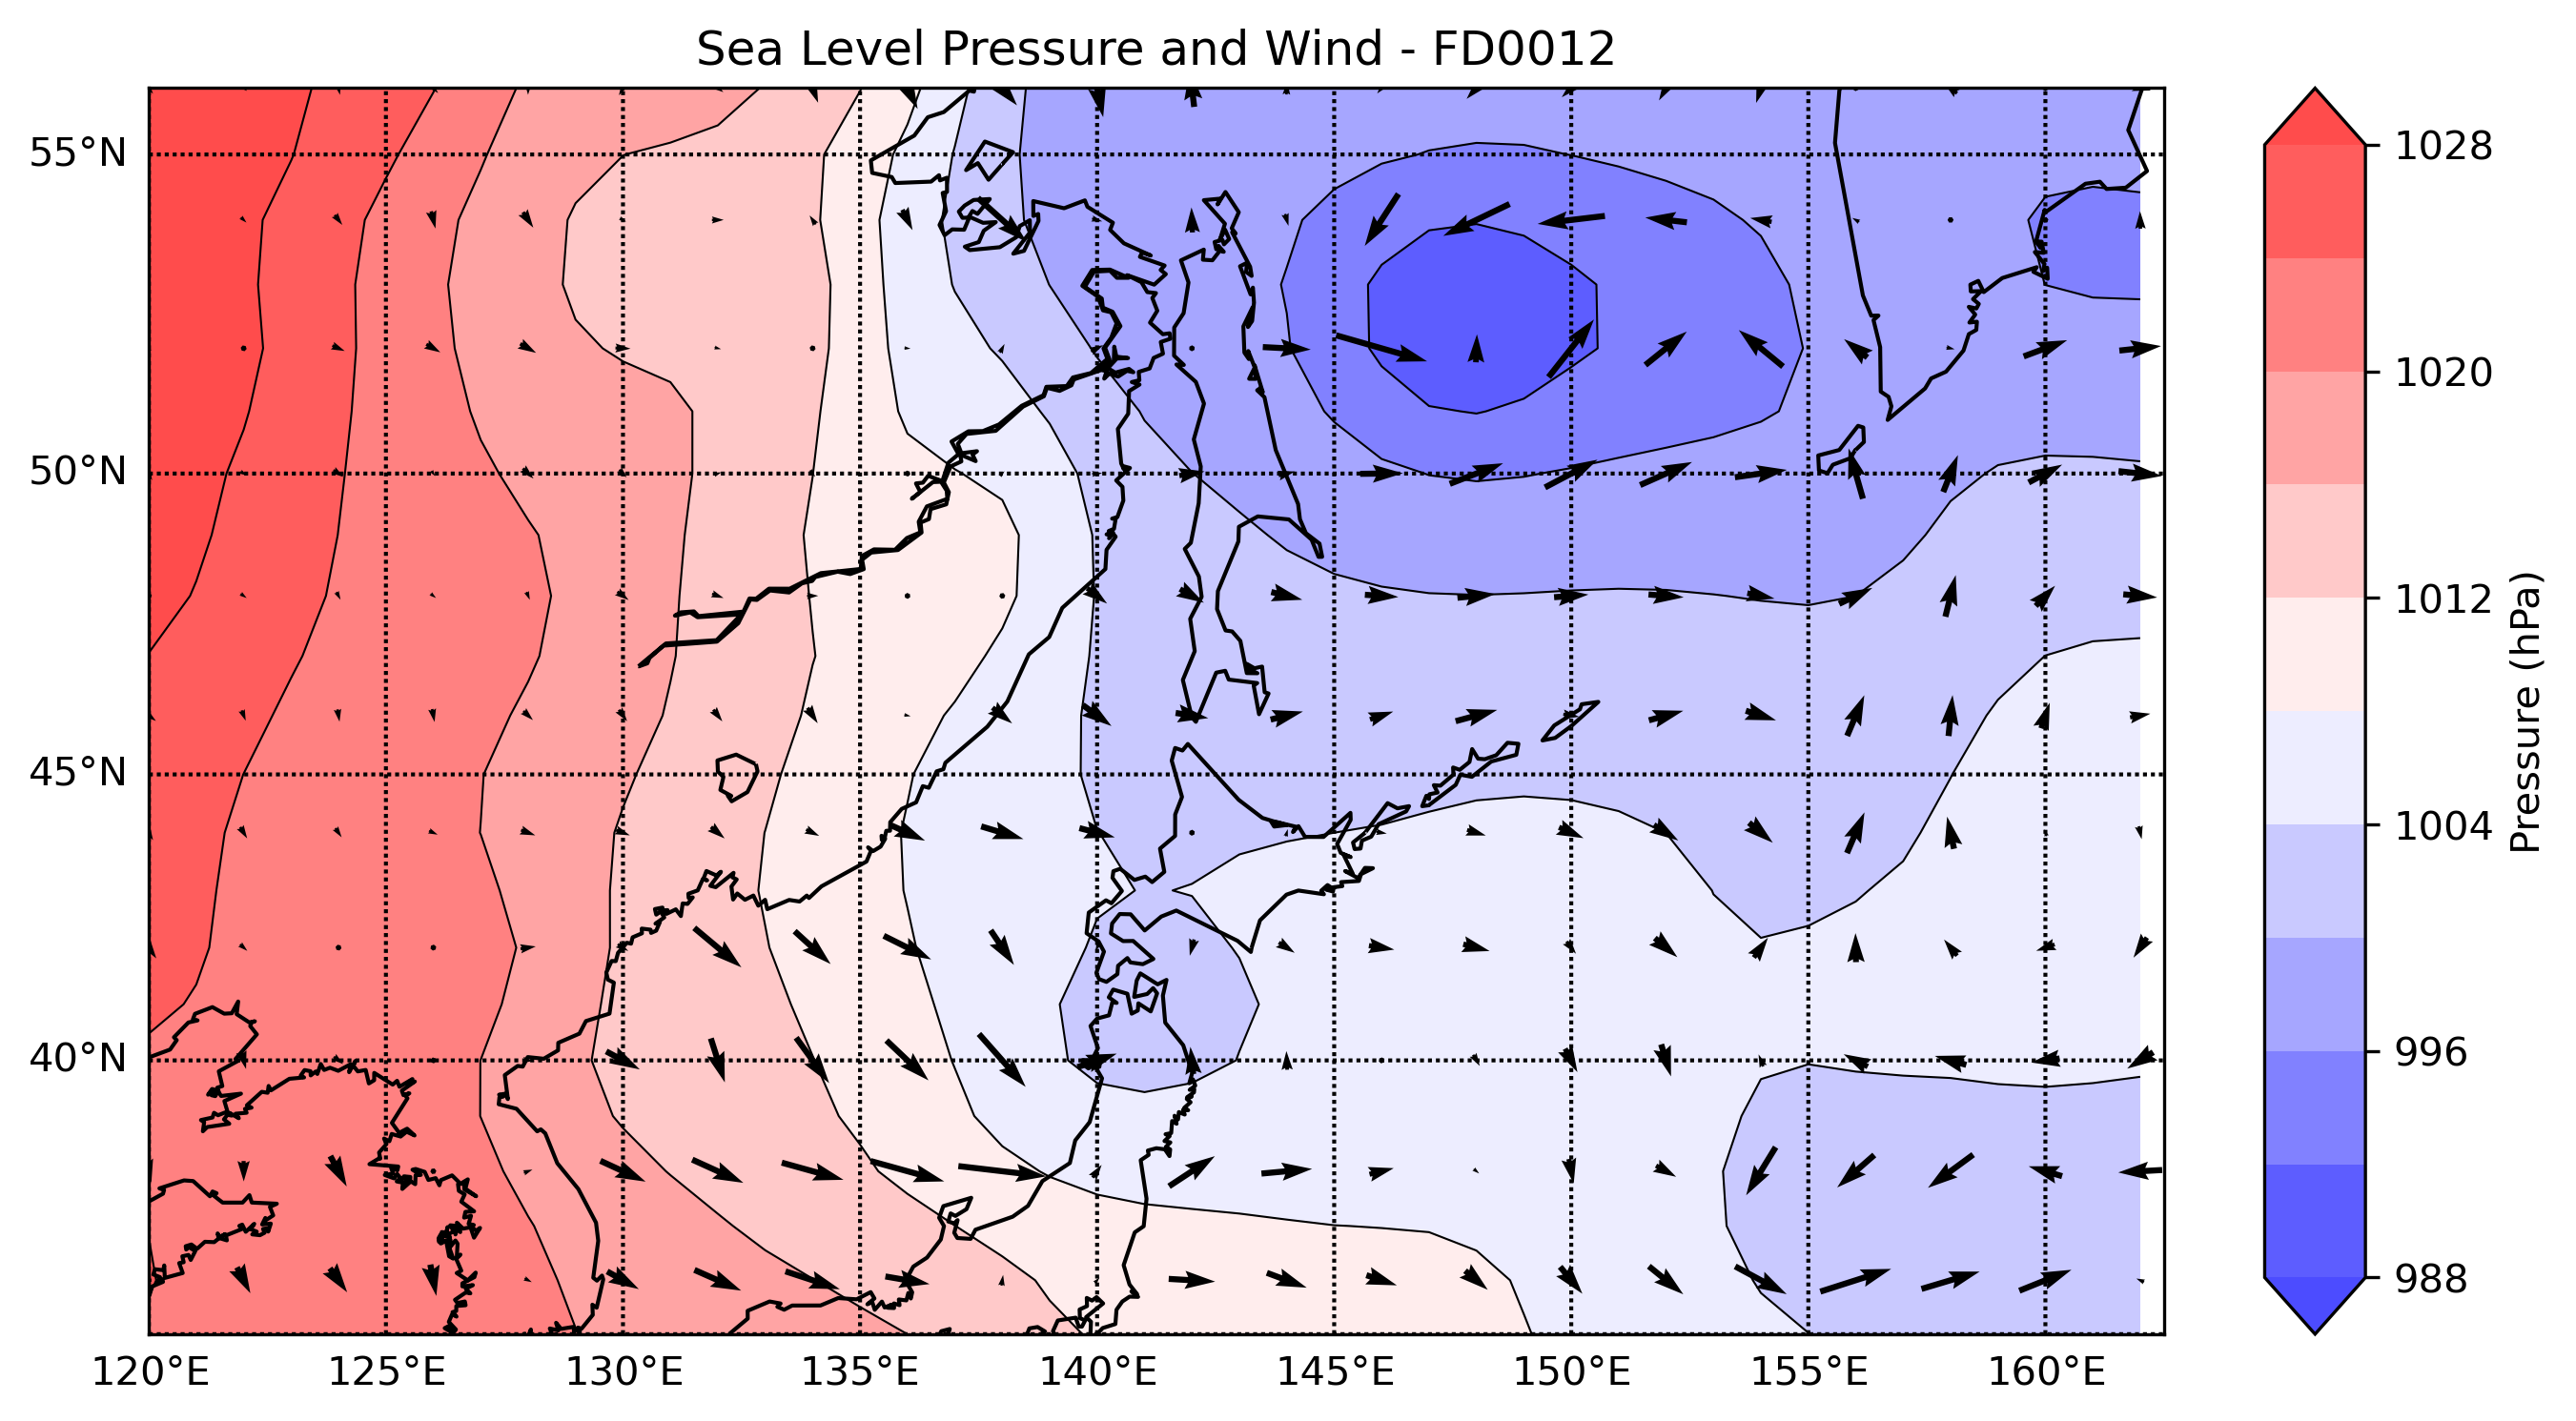 Sea Level Pressure and Wind - FD0012
55°N
50°N
45°N
40°N
120°E 125°E 130°E 135°E 140°E 145°E 150°E 155°E 160°E
1028
1020
1012
1004
996
988
Pressure (hPa)